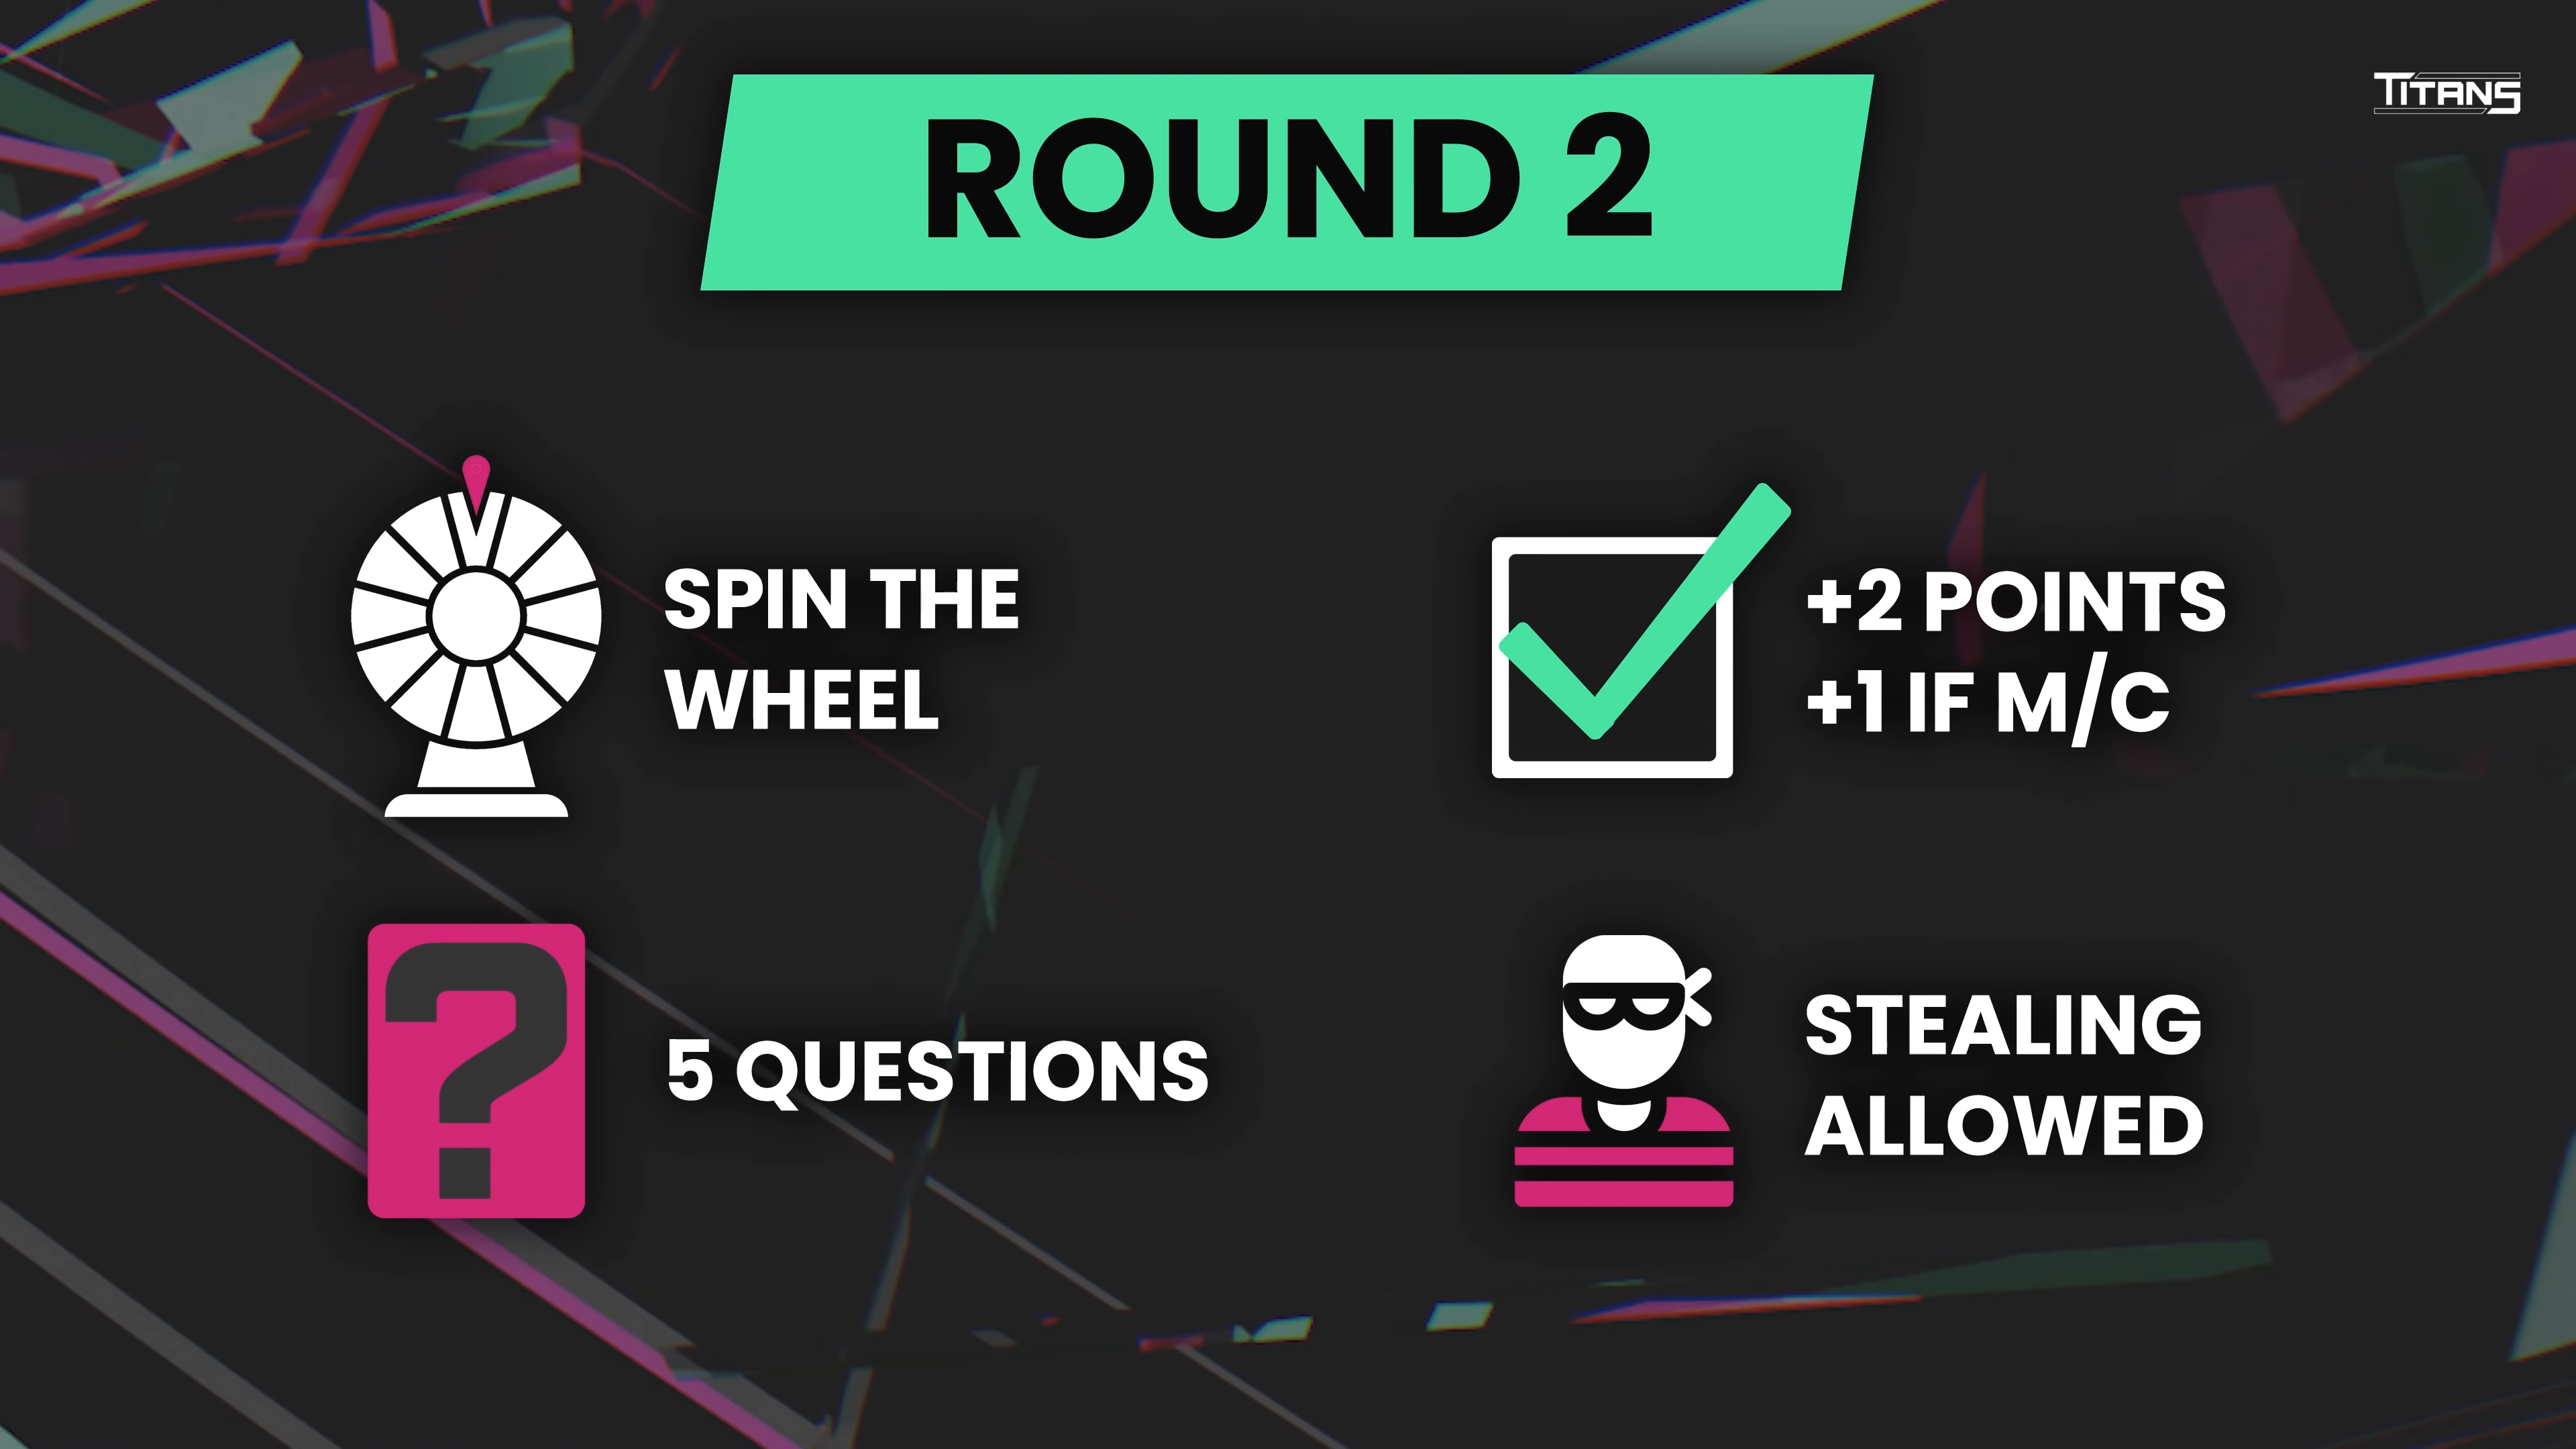 ROUND 2
TITANS
SPIN THE
WHEEL
+2 POINTS
+1 IF M/C
?
5 QUESTIONS
STEALING
ALLOWED